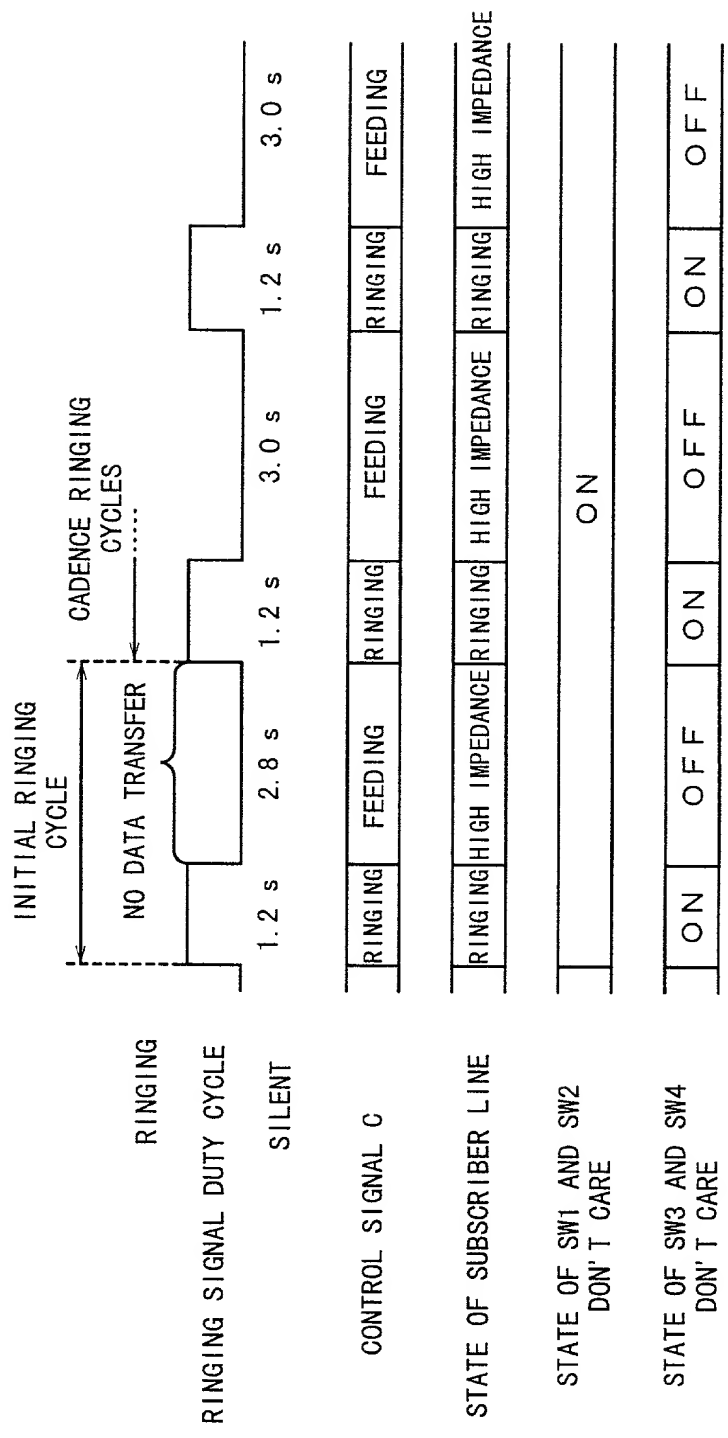 INITIAL RINGING
CYCLE
CADENCE RINGING
CYCLES
NO DATA TRANSFER
RINGING
RINGING SIGNAL DUTY CYCLE
SILENT
1.2 s
2.8 s
1.2 s
3.0 s
1.2 s
3.0 s
CONTROL SIGNAL C
RINGING
FEEDING
RINGING
FEEDING
RINGING
FEEDING
STATE OF SUBSCRIBER LINE
RINGING
HIGH IMPEDANCE
RINGING
HIGH IMPEDANCE
RINGING
HIGH IMPEDANCE
STATE OF SW1 AND SW2
DON'T CARE
ON
STATE OF SW3 AND SW4
DON'T CARE
ON
OFF
ON
OFF
ON
OFF